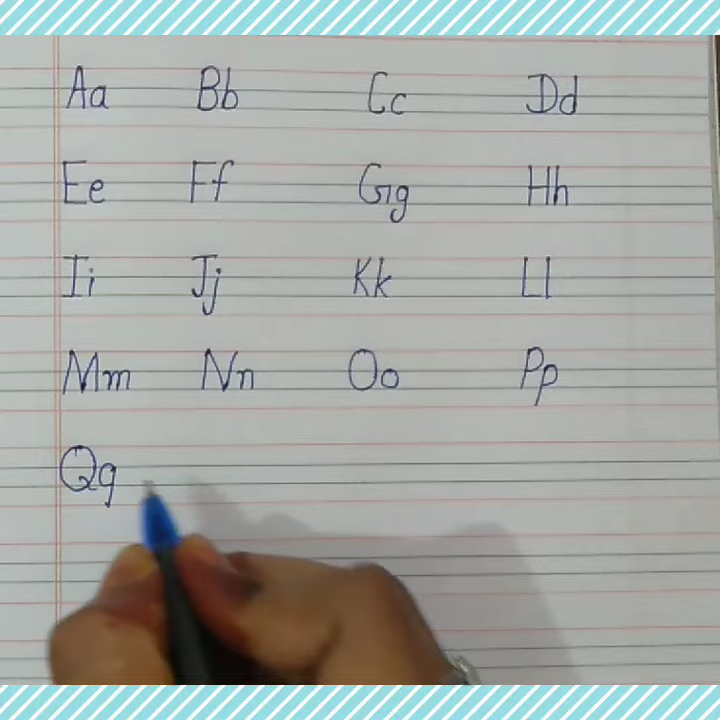 Aa Bb Cc Dd
Ee Ff Gg Hh
Ii Jj Kk Ll
Mm Nn Oo Pp
Qq